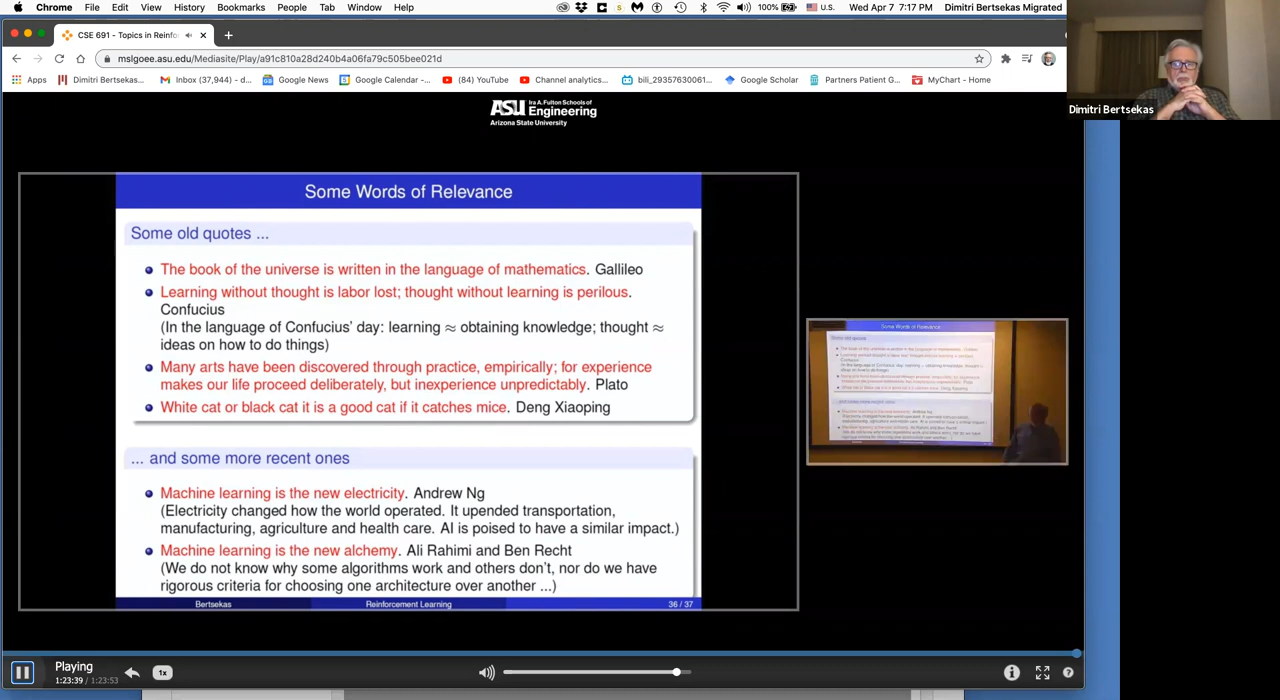 Chrome File Edit View History Bookmarks People Tab Window Help
100% U.S. Wed Apr 7 7:17 PM Dimitri Bertsekas Migrated
CSE 691 - Topics in Reinfo
mslgoee.asu.edu/Mediasite/Play/a91c810a28d240b4a06fa79c505bee021d
Apps Dimitri Bertsekas... Inbox (37,944) - d... Google News Google Calendar -... (84) YouTube Channel analytics... bili_29357630061... Google Scholar Partners Patient G... MyChart - Home
Dimitri Bertsekas
ASU Ira A. Fulton Schools of
Engineering
Arizona State University
Some Words of Relevance
Some old quotes ...
The book of the universe is written in the language of mathematics. Gallileo
Learning without thought is labor lost; thought without learning is perilous.
Confucius
(In the language of Confucius' day: learning ≈ obtaining knowledge; thought ≈
ideas on how to do things)
Many arts have been discovered through practice, empirically; for experience
makes our life proceed deliberately, but inexperience unpredictably. Plato
White cat or black cat it is a good cat if it catches mice. Deng Xiaoping
... and some more recent ones
Machine learning is the new electricity. Andrew Ng
(Electricity changed how the world operated. It upended transportation,
manufacturing, agriculture and health care. AI is poised to have a similar impact.)
Machine learning is the new alchemy. Ali Rahimi and Ben Recht
(We do not know why some algorithms work and others don't, nor do we have
rigorous criteria for choosing one architecture over another ...)
Bertsekas Reinforcement Learning 36 / 37
Some Words of Relevance
Playing
1:23:39 / 1:23:53
1x